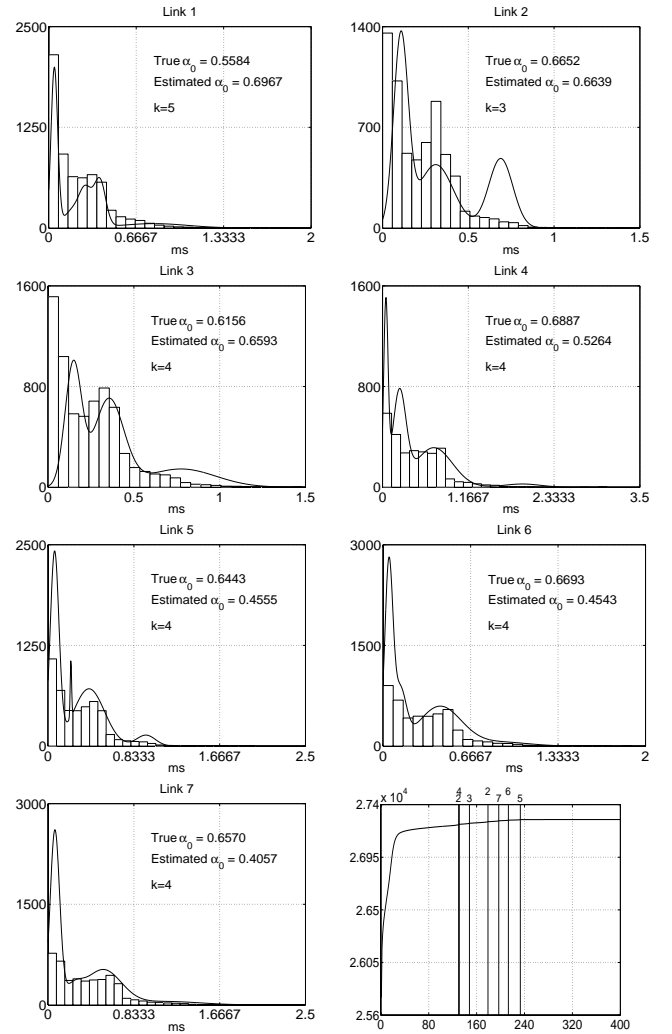 Link 1
2500
1250
0
True α0 = 0.5584
Estimated α0 = 0.6967
k=5
0 0.6667 1.3333 2
ms
Link 2
1400
700
0
True α0 = 0.6652
Estimated α0 = 0.6639
k=3
0 0.5 1 1.5
ms
Link 3
1600
800
0
True α0 = 0.6156
Estimated α0 = 0.6593
k=4
0 0.5 1 1.5
ms
Link 4
1600
800
0
True α0 = 0.6887
Estimated α0 = 0.5264
k=4
0 1.1667 2.3333 3.5
ms
Link 5
2500
1250
0
True α0 = 0.6443
Estimated α0 = 0.4555
k=4
0 0.8333 1.6667 2.5
ms
Link 6
3000
1500
0
True α0 = 0.6693
Estimated α0 = 0.4543
k=4
0 0.6667 1.3333 2
ms
Link 7
3000
1500
0
True α0 = 0.6570
Estimated α0 = 0.4057
k=4
0 0.8333 1.6667 2.5
ms
x 10^4
4 2 6
2 3 7 5
2.74
2.695
2.65
2.605
2.56
0 80 160 240 320 400